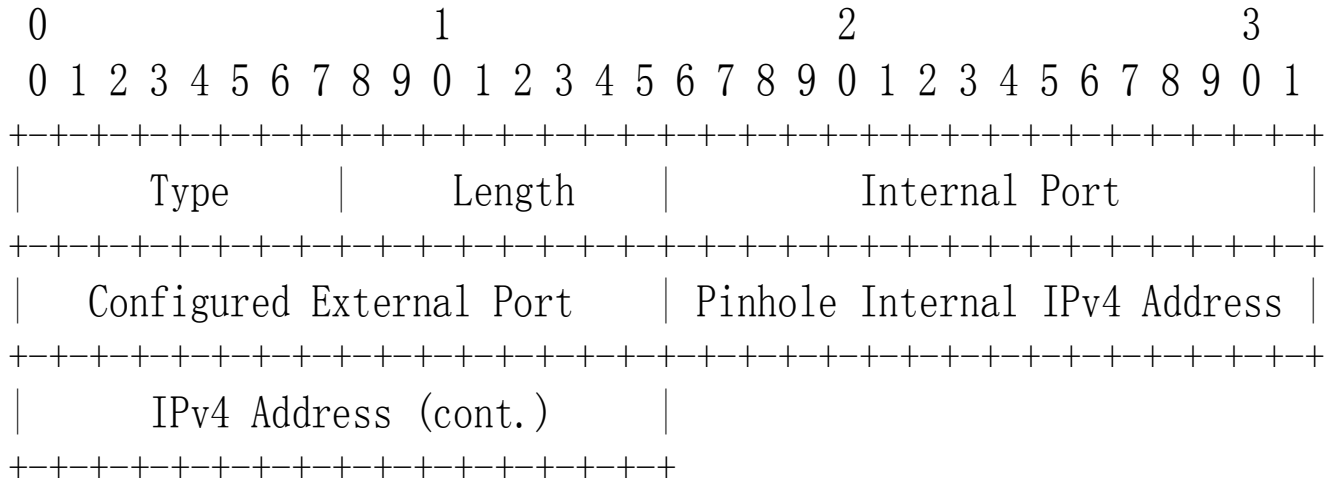 0                   1                   2                   3
0 1 2 3 4 5 6 7 8 9 0 1 2 3 4 5 6 7 8 9 0 1 2 3 4 5 6 7 8 9 0 1
+-+-+-+-+-+-+-+-+-+-+-+-+-+-+-+-+-+-+-+-+-+-+-+-+-+-+-+-+-+-+-+-+
|      Type     |     Length    |         Internal Port         |
+-+-+-+-+-+-+-+-+-+-+-+-+-+-+-+-+-+-+-+-+-+-+-+-+-+-+-+-+-+-+-+-+
|   Configured External Port    | Pinhole Internal IPv4 Address |
+-+-+-+-+-+-+-+-+-+-+-+-+-+-+-+-+-+-+-+-+-+-+-+-+-+-+-+-+-+-+-+-+
|      IPv4 Address (cont.)     |
+-+-+-+-+-+-+-+-+-+-+-+-+-+-+-+-+